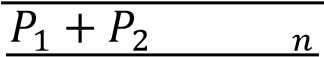 P₁ + P₂ ₙ